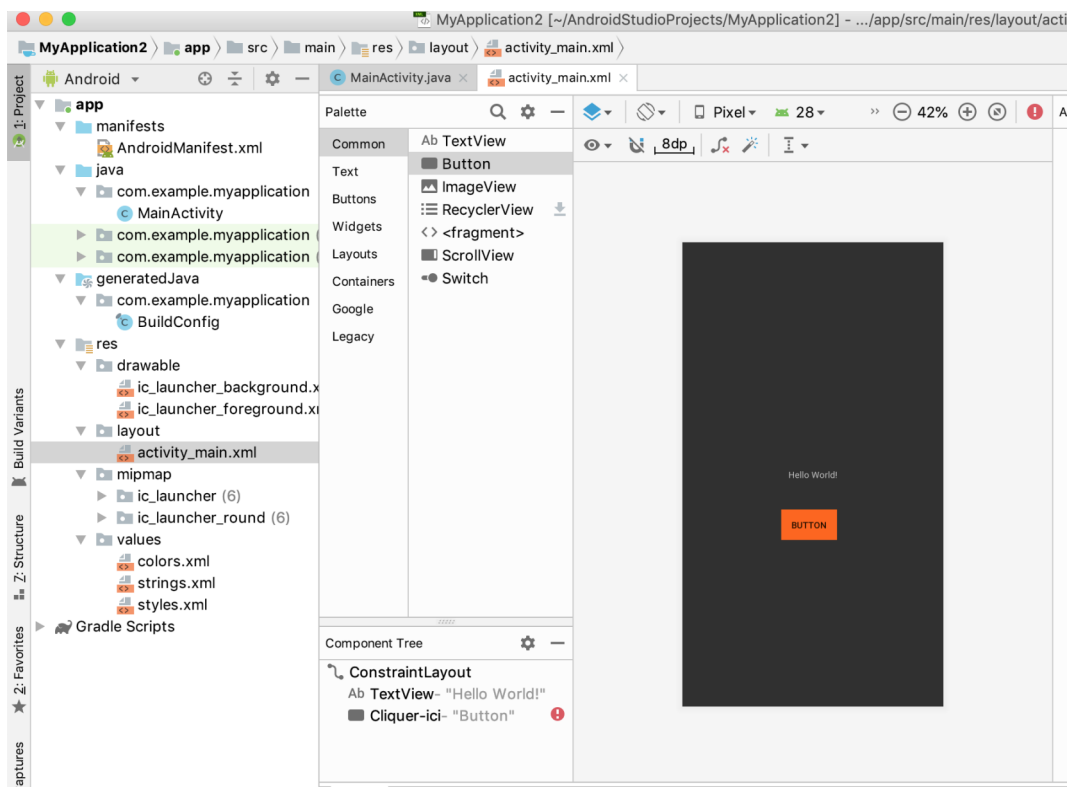 MyApplication2 [~/AndroidStudioProjects/MyApplication2] - .../app/src/main/res/layout/acti
MyApplication2 app src main res layout activity_main.xml
Android
MainActivity.java activity_main.xml
1: Project
Build Variants
7: Structure
2: Favorites
aptures
app
manifests
AndroidManifest.xml
java
com.example.myapplication
MainActivity
com.example.myapplication (
com.example.myapplication (
generatedJava
com.example.myapplication
BuildConfig
res
drawable
ic_launcher_background.x
ic_launcher_foreground.x
layout
activity_main.xml
mipmap
ic_launcher (6)
ic_launcher_round (6)
values
colors.xml
strings.xml
styles.xml
Gradle Scripts
Palette
Common
Text
Buttons
Widgets
Layouts
Containers
Google
Legacy
Ab TextView
Button
ImageView
RecyclerView
<fragment>
ScrollView
Switch
Pixel 28 » 42% A
8dp
Hello World!
BUTTON
Component Tree
ConstraintLayout
Ab TextView- "Hello World!"
Cliquer-ici- "Button"